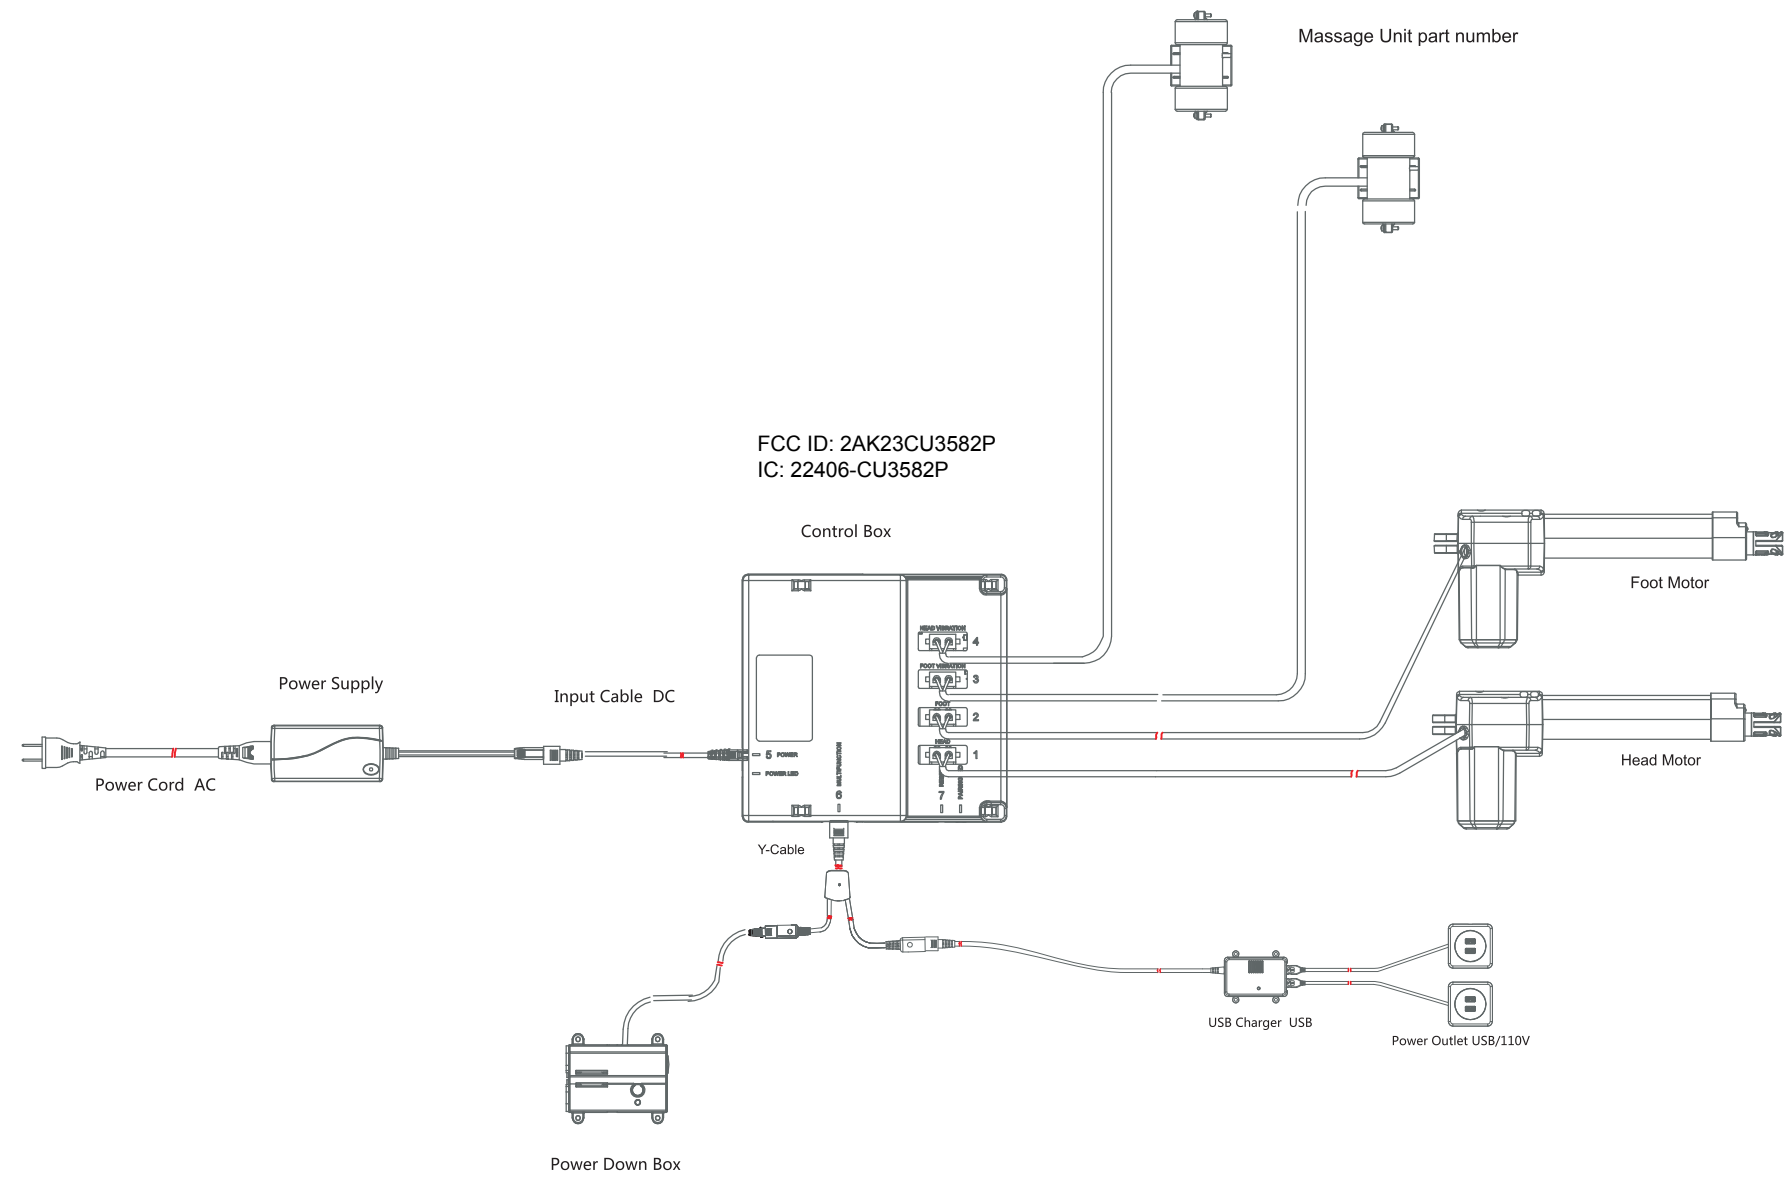 Massage Unit part number
FCC ID: 2AK23CU3582P
IC: 22406-CU3582P
Control Box
Foot Motor
HEAD VIBRATION
4
FOOT VIBRATION
3
Power Supply
Input Cable DC
FOOT
2
HEAD
1
5 POWER
POWER LED
6 MULTIFUNCTION
7
PAIRING
Head Motor
Power Cord AC
Y-Cable
USB Charger USB
Power Outlet USB/110V
Power Down Box